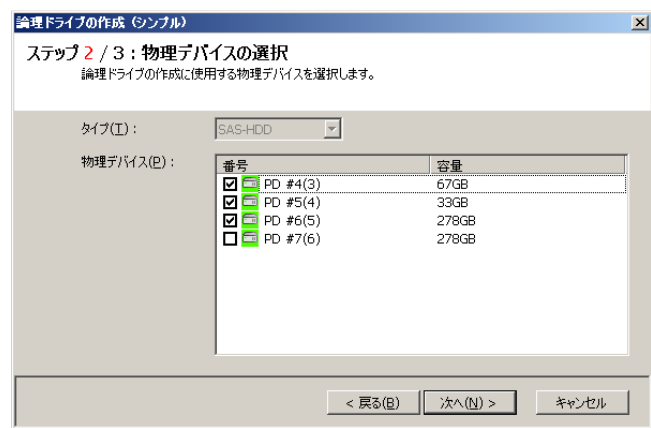 論理ドライブの作成 (シンプル)
ステップ 2 / 3 : 物理デバイスの選択
論理ドライブの作成に使用する物理デバイスを選択します。
タイプ(T) : SAS-HDD
物理デバイス(P) :
番号 容量
PD #4(3) 67GB
PD #5(4) 33GB
PD #6(5) 278GB
PD #7(6) 278GB
< 戻る(B) 次へ(N) > キャンセル